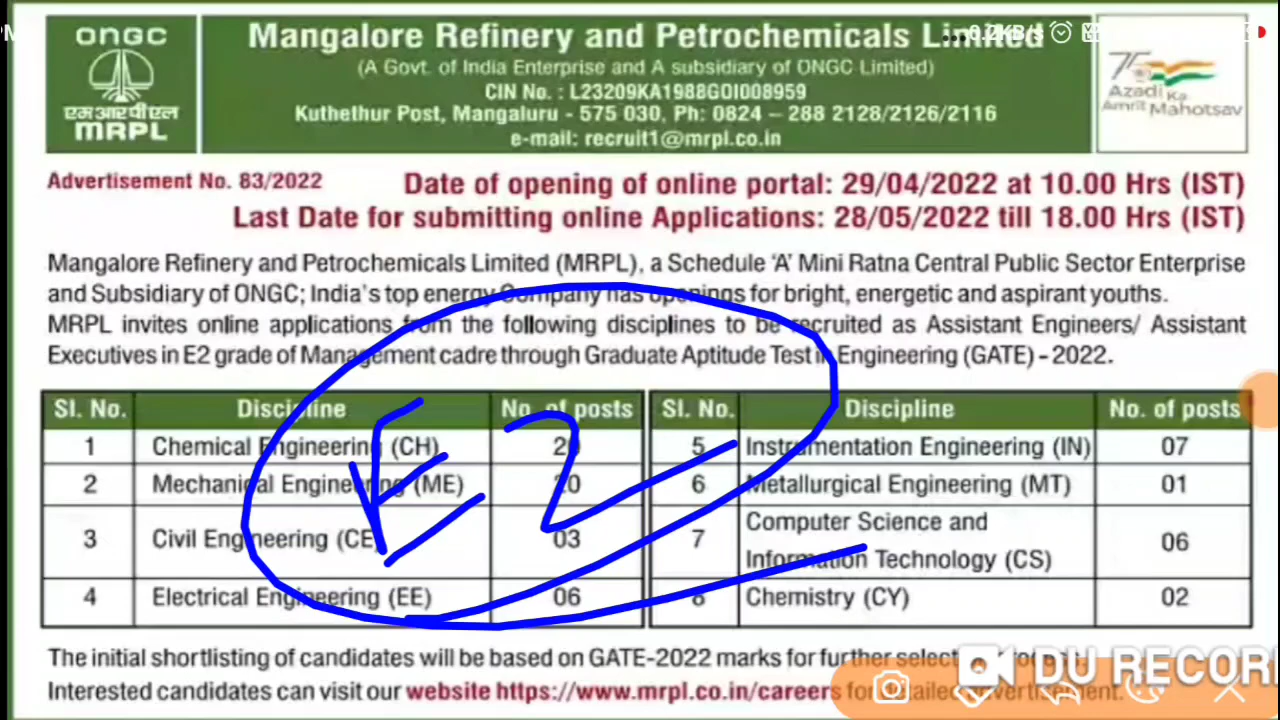 0.2KB/s
ONGC
एमआरपीएल
MRPL
Mangalore Refinery and Petrochemicals Limited
(A Govt. of India Enterprise and A subsidiary of ONGC Limited)
CIN No. : L23209KA1988GOI008959
Kuthethur Post, Mangaluru - 575 030, Ph: 0824 – 288 2128/2126/2116
e-mail: recruit1@mrpl.co.in
75
Azadi Ka
Amrit Mahotsav
Advertisement No. 83/2022
Date of opening of online portal: 29/04/2022 at 10.00 Hrs (IST)
Last Date for submitting online Applications: 28/05/2022 till 18.00 Hrs (IST)
Mangalore Refinery and Petrochemicals Limited (MRPL), a Schedule ‘A’ Mini Ratna Central Public Sector Enterprise
and Subsidiary of ONGC; India's top energy Company has openings for bright, energetic and aspirant youths.
MRPL invites online applications from the following disciplines to be recruited as Assistant Engineers/ Assistant
Executives in E2 grade of Management cadre through Graduate Aptitude Test in Engineering (GATE) - 2022.
Sl. No. Discipline No. of posts Sl. No. Discipline No. of posts
1 Chemical Engineering (CH) 20 5 Instrumentation Engineering (IN) 07
2 Mechanical Engineering (ME) 6 Metallurgical Engineering (MT) 01
3 Civil Engineering (CE) 03 7 Computer Science and
Information Technology (CS) 06
4 Electrical Engineering (EE) 06 8 Chemistry (CY) 02
E2
The initial shortlisting of candidates will be based on GATE-2022 marks for further selection process.
Interested candidates can visit our website https://www.mrpl.co.in/careers for detailed advertisement.
DU RECOR